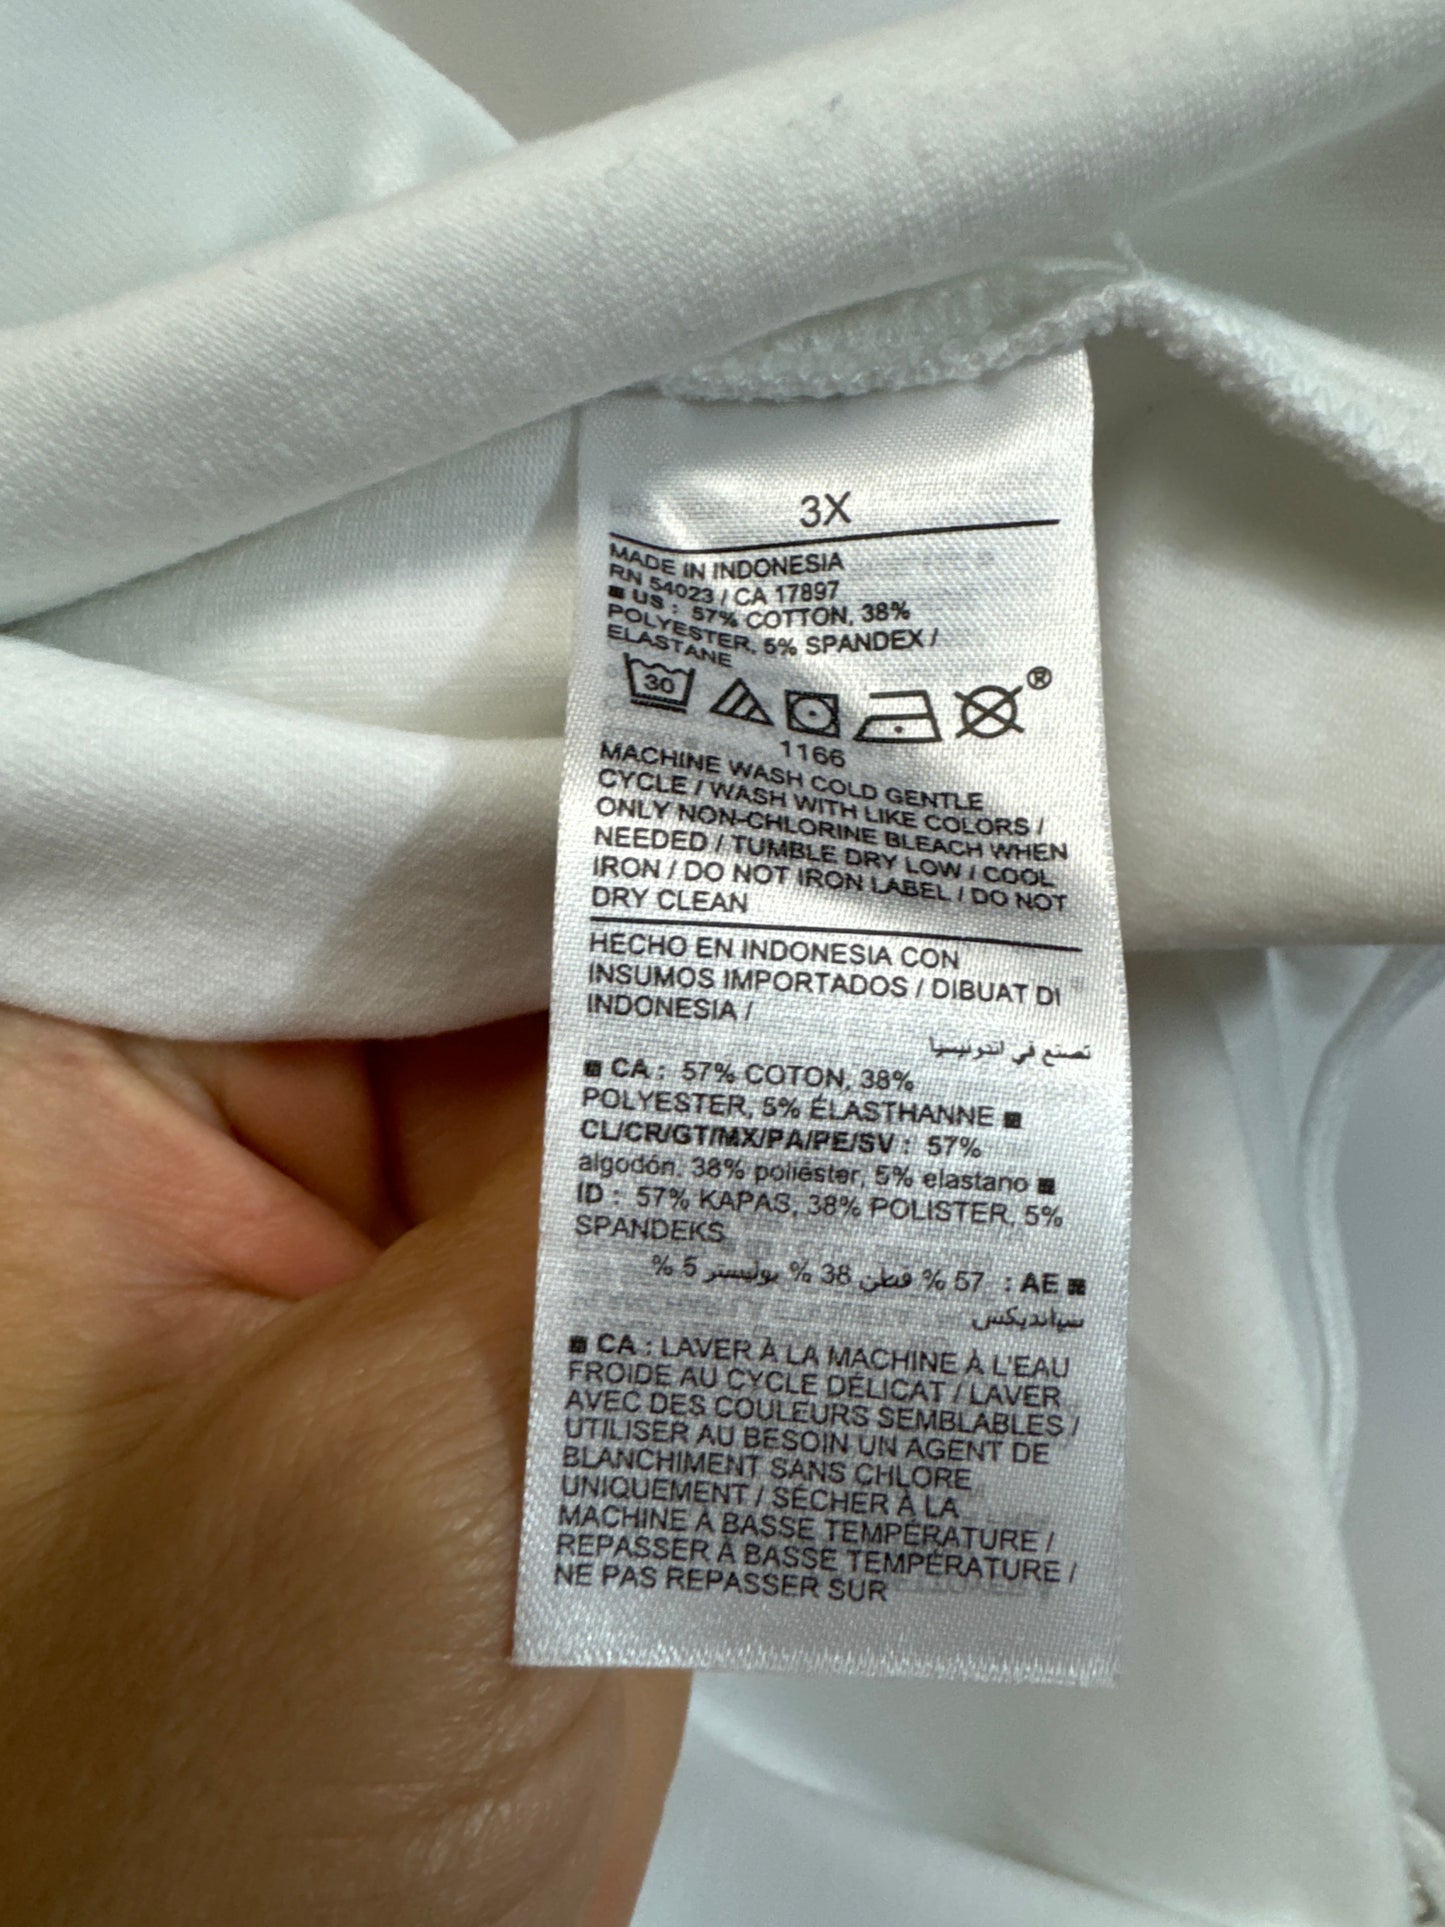 3X
MADE IN INDONESIA
RN 54023 / CA 17897
■ US : 57% COTTON, 38%
POLYESTER, 5% SPANDEX /
ELASTANE
30
®
1166
MACHINE WASH COLD GENTLE
CYCLE / WASH WITH LIKE COLORS /
ONLY NON-CHLORINE BLEACH WHEN
NEEDED / TUMBLE DRY LOW / COOL
IRON / DO NOT IRON LABEL / DO NOT
DRY CLEAN
HECHO EN INDONESIA CON
INSUMOS IMPORTADOS / DIBUAT DI
INDONESIA /
تصنع في اندونيسيا
■ CA : 57% COTON, 38%
POLYESTER, 5% ÉLASTHANNE ■
CL/CR/GT/MX/PA/PE/SV : 57%
algodón, 38% poliéster, 5% elastano ■
ID : 57% KAPAS, 38% POLISTER, 5%
SPANDEKS
■ AE : 57 % قطن 38 % بوليستر 5 %
سباندیکس
■ CA : LAVER À LA MACHINE À L'EAU
FROIDE AU CYCLE DÉLICAT / LAVER
AVEC DES COULEURS SEMBLABLES /
UTILISER AU BESOIN UN AGENT DE
BLANCHIMENT SANS CHLORE
UNIQUEMENT / SÉCHER À LA
MACHINE À BASSE TEMPÉRATURE /
REPASSER À BASSE TEMPÉRATURE /
NE PAS REPASSER SUR